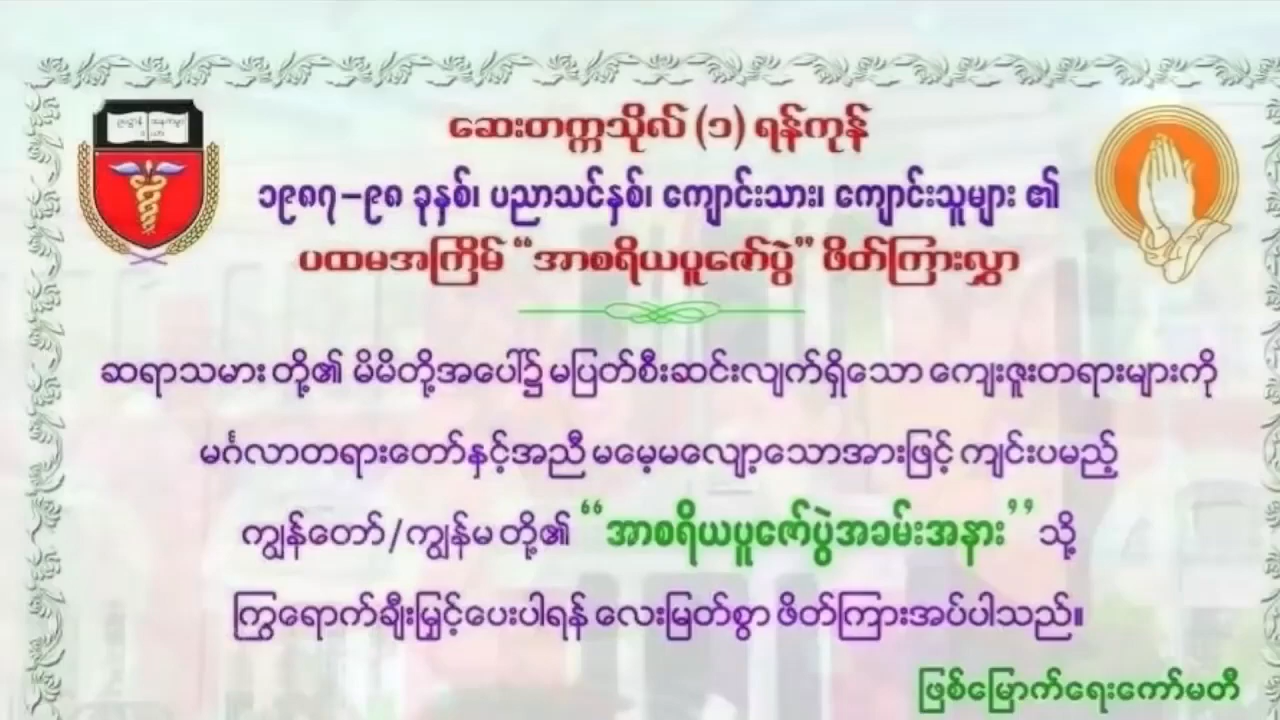 ဆေးတက္ကသိုလ် (၁) ရန်ကုန်
၁၉၈၇-၉၈ ခုနှစ်၊ ပညာသင်နှစ်၊ ကျောင်းသား၊ ကျောင်းသူများ ၏
ပထမအကြိမ် “အာစရိယပူဇော်ပွဲ” ဖိတ်ကြားလွှာ
ဆရာသမား တို့၏ မိမိတို့အပေါ်၌ မပြတ်စီးဆင်းလျက်ရှိသော ကျေးဇူးတရားများကို
မင်္ဂလာတရားတော်နှင့်အညီ မမေ့မလျော့သောအားဖြင့် ကျင်းပမည့်
ကျွန်တော်/ကျွန်မ တို့၏ “အာစရိယပူဇော်ပွဲအခမ်းအနား” သို့
ကြွရောက်ချီးမြှင့်ပေးပါရန် လေးမြတ်စွာ ဖိတ်ကြားအပ်ပါသည်။
ဖြစ်မြောက်ရေးကော်မတီ